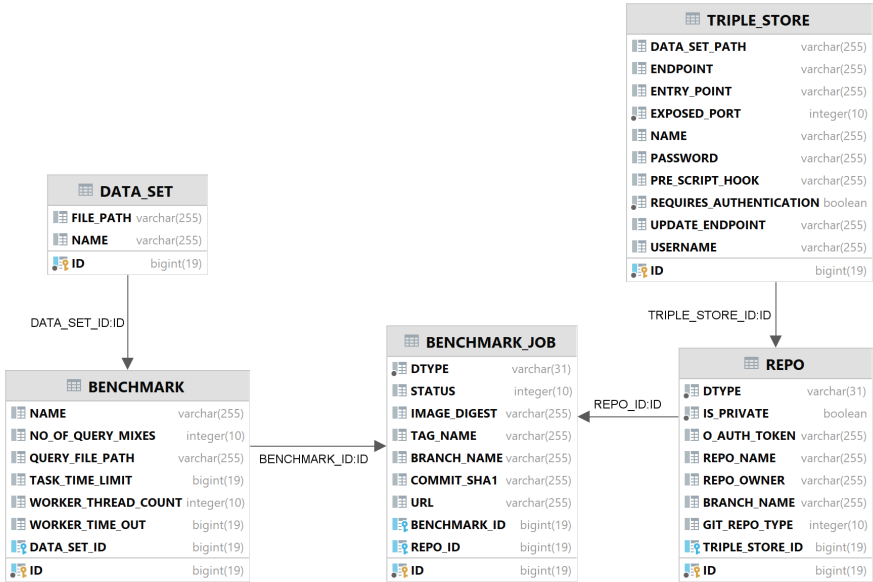 TRIPLE_STORE
DATA_SET_PATH varchar(255)
ENDPOINT varchar(255)
ENTRY_POINT varchar(255)
EXPOSED_PORT integer(10)
NAME varchar(255)
PASSWORD varchar(255)
PRE_SCRIPT_HOOK varchar(255)
REQUIRES_AUTHENTICATION boolean
UPDATE_ENDPOINT varchar(255)
USERNAME varchar(255)
ID bigint(19)
DATA_SET
FILE_PATH varchar(255)
NAME varchar(255)
ID bigint(19)
DATA_SET_ID:ID
TRIPLE_STORE_ID:ID
BENCHMARK
NAME varchar(255)
NO_OF_QUERY_MIXES integer(10)
QUERY_FILE_PATH varchar(255)
TASK_TIME_LIMIT bigint(19)
WORKER_THREAD_COUNT integer(10)
WORKER_TIME_OUT bigint(19)
DATA_SET_ID bigint(19)
ID bigint(19)
BENCHMARK_ID:ID
BENCHMARK_JOB
DTYPE varchar(31)
STATUS integer(10)
IMAGE_DIGEST varchar(255)
TAG_NAME varchar(255)
BRANCH_NAME varchar(255)
COMMIT_SHA1 varchar(255)
URL varchar(255)
BENCHMARK_ID bigint(19)
REPO_ID bigint(19)
ID bigint(19)
REPO_ID:ID
REPO
DTYPE varchar(31)
IS_PRIVATE boolean
O_AUTH_TOKEN varchar(255)
REPO_NAME varchar(255)
REPO_OWNER varchar(255)
BRANCH_NAME varchar(255)
GIT_REPO_TYPE integer(10)
TRIPLE_STORE_ID bigint(19)
ID bigint(19)